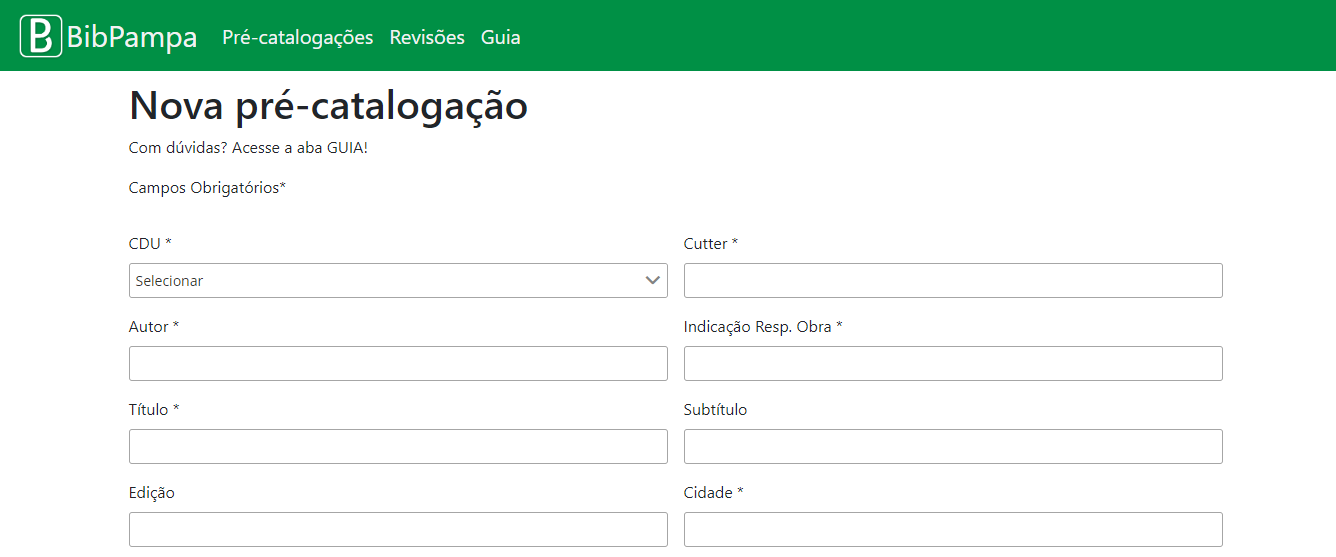 B BibPampa Pré-catalogações Revisões Guia
Nova pré-catalogação
Com dúvidas? Acesse a aba GUIA!
Campos Obrigatórios*
CDU * Cutter *
Selecionar
Autor * Indicação Resp. Obra *
Título * Subtítulo
Edição Cidade *